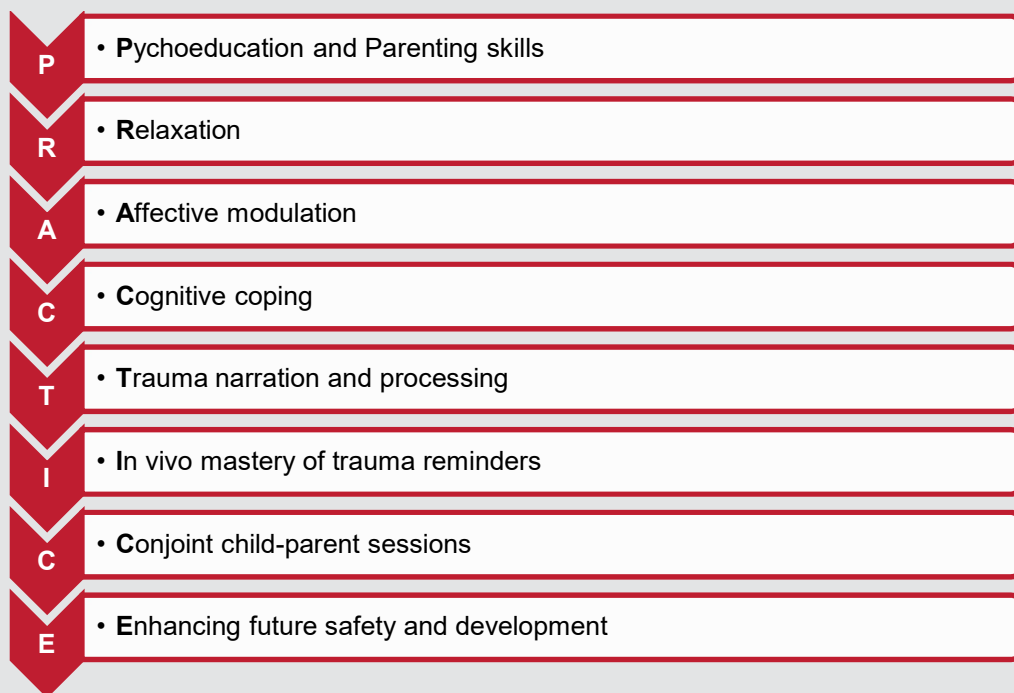 P
• Pychoeducation and Parenting skills
R
• Relaxation
A
• Affective modulation
C
• Cognitive coping
T
• Trauma narration and processing
I
• In vivo mastery of trauma reminders
C
• Conjoint child-parent sessions
E
• Enhancing future safety and development